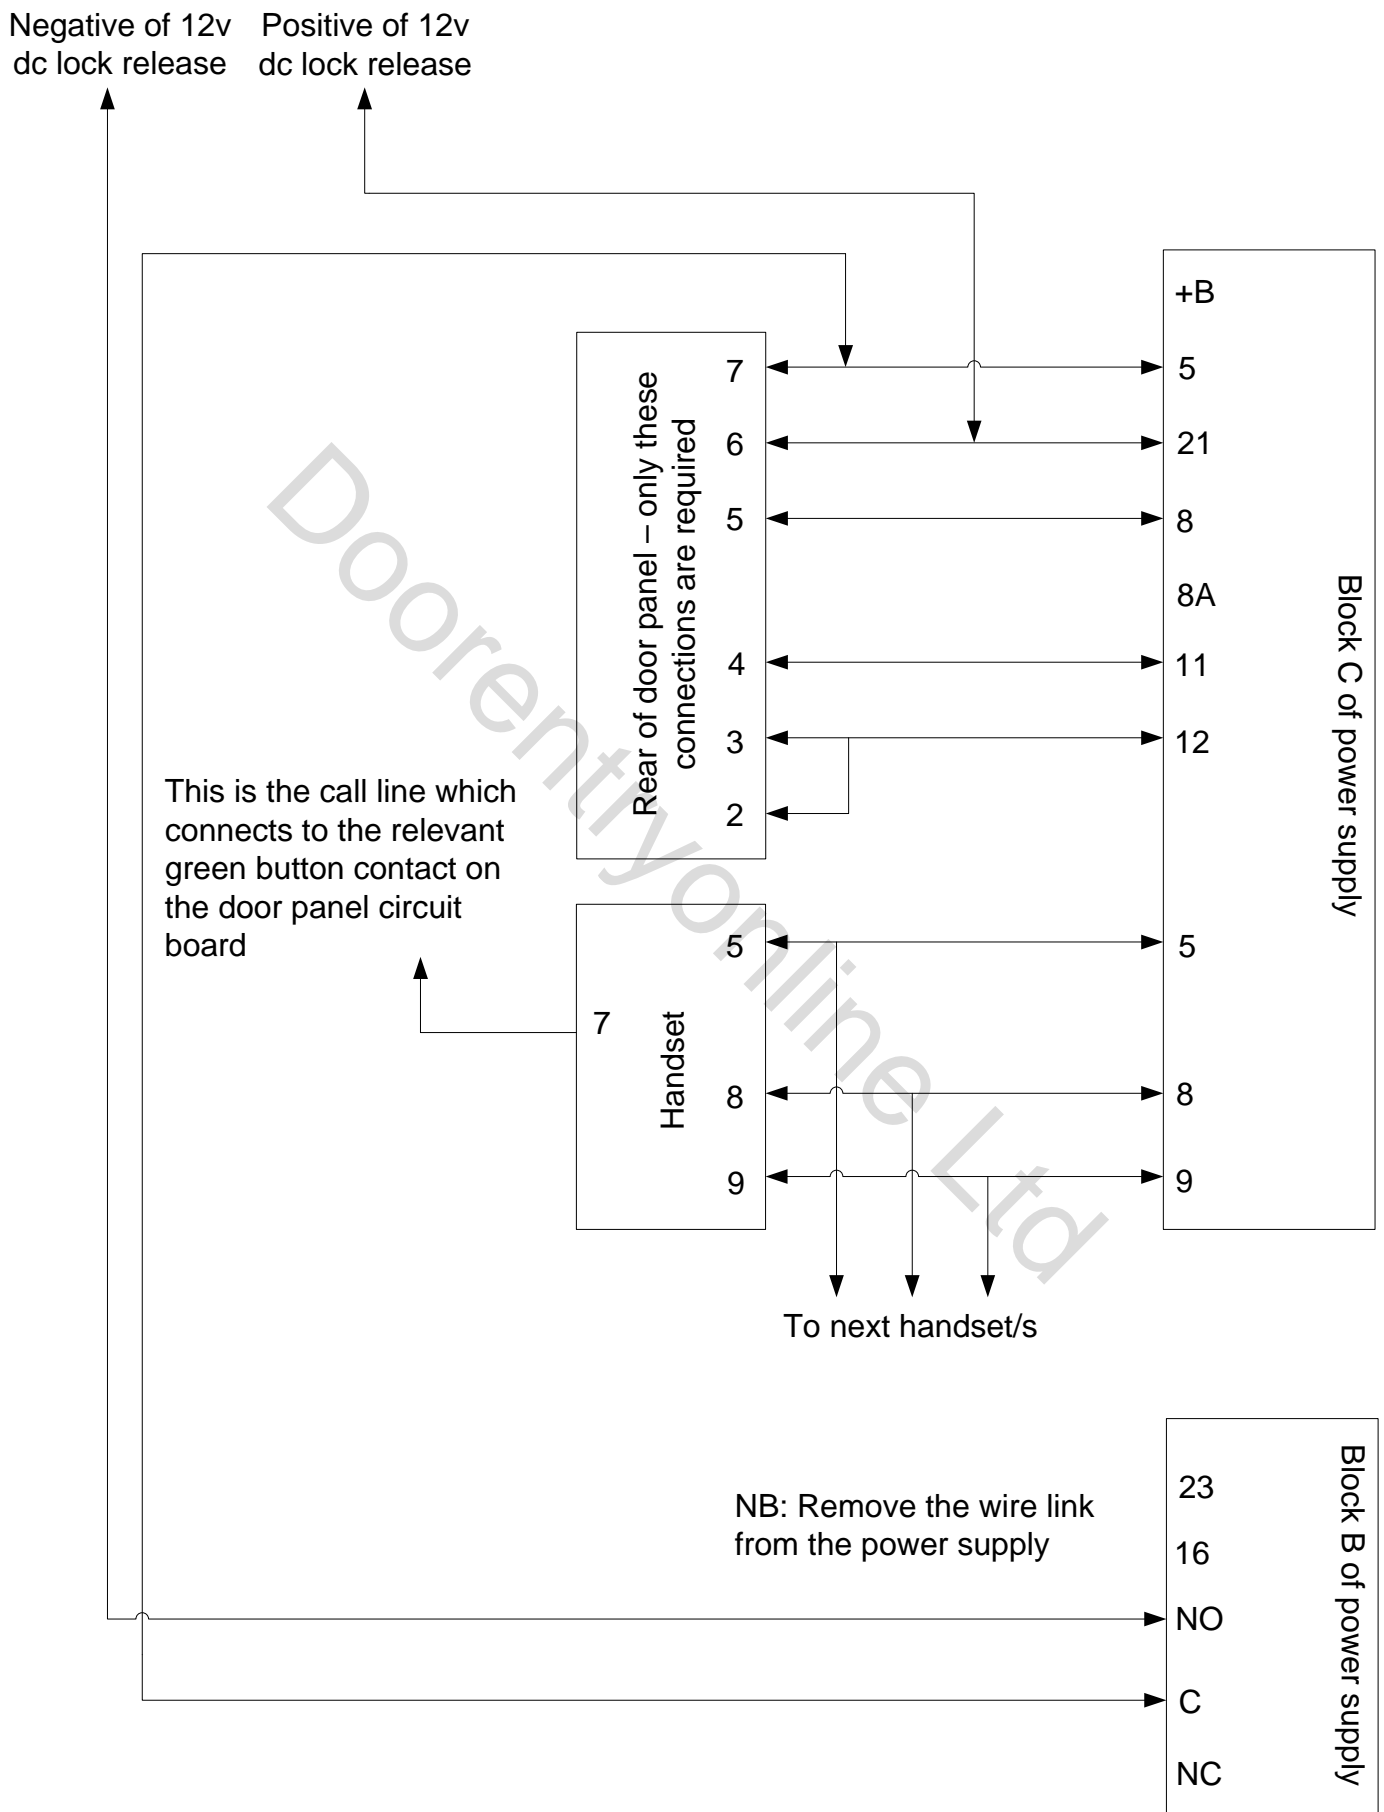 Negative of 12v
dc lock release
Positive of 12v
dc lock release
+B
5
21
8
8A
11
12
5
8
9
Block C of power supply
7
6
5
4
3
2
Rear of door panel – only these
connections are required
This is the call line which
connects to the relevant
green button contact on
the door panel circuit
board
5
7
8
9
Handset
To next handset/s
Doorentryonline Ltd
NB: Remove the wire link
from the power supply
23
16
NO
C
NC
Block B of power supply